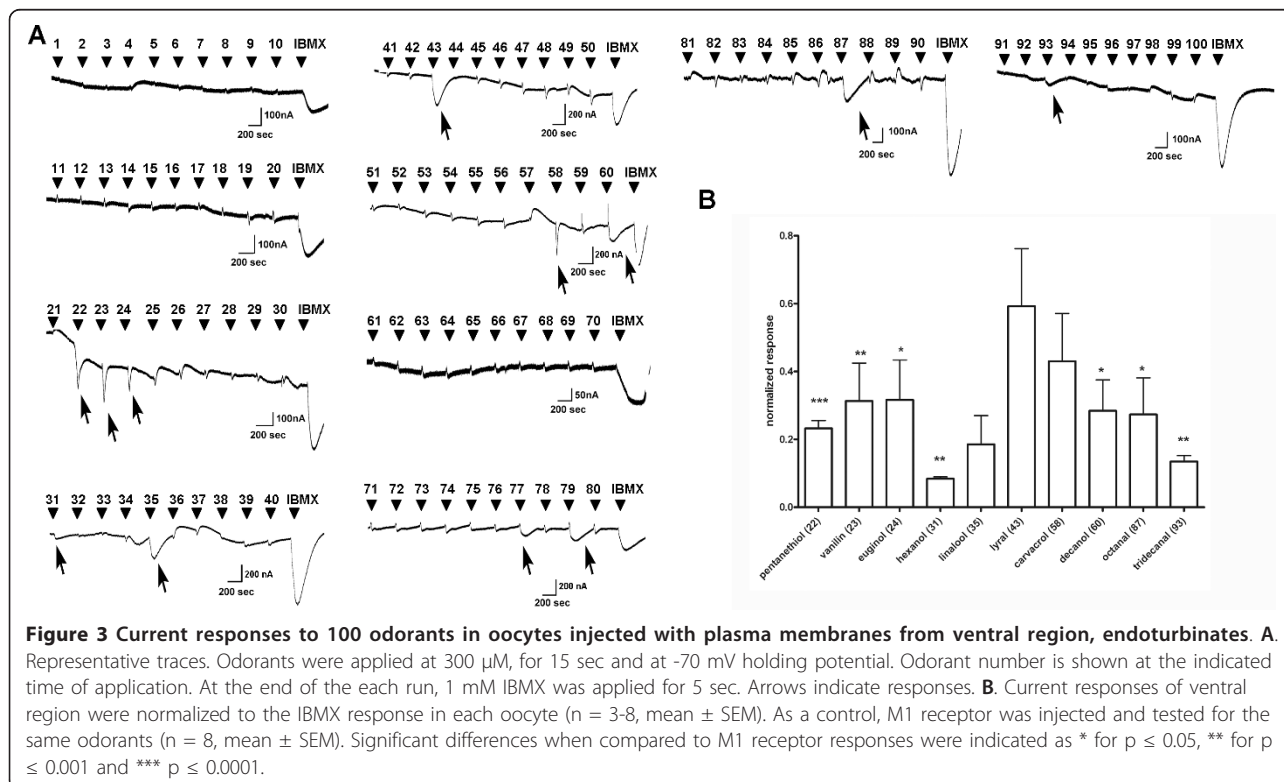 A
1 2 3 4 5 6 7 8 9 10 IBMX
100nA
200 sec
11 12 13 14 15 16 17 18 19 20 IBMX
100nA
200 sec
21 22 23 24 25 26 27 28 29 30 IBMX
100nA
200 sec
31 32 33 34 35 36 37 38 39 40 IBMX
200 nA
200 sec
41 42 43 44 45 46 47 48 49 50 IBMX
200 nA
200 sec
51 52 53 54 55 56 57 58 59 60 IBMX
200 nA
200 sec
61 62 63 64 65 66 67 68 69 70 IBMX
50nA
200 sec
71 72 73 74 75 76 77 78 79 80 IBMX
200 nA
200 sec
81 82 83 84 85 86 87 88 89 90 IBMX
100nA
200 sec
91 92 93 94 95 96 97 98 99 100 IBMX
100nA
200 sec
B
normalized response
0.8
0.6
0.4
0.2
0.0
*** ** * ** * * **
pentanethiol (22)
vanilin (23)
euginol (24)
hexanol (31)
linalool (35)
lyral (43)
carvacrol (58)
decanol (60)
octanal (87)
tridecanal (93)
Figure 3 Current responses to 100 odorants in oocytes injected with plasma membranes from ventral region, endoturbinates. A.
Representative traces. Odorants were applied at 300 μM, for 15 sec and at -70 mV holding potential. Odorant number is shown at the indicated
time of application. At the end of the each run, 1 mM IBMX was applied for 5 sec. Arrows indicate responses. B. Current responses of ventral
region were normalized to the IBMX response in each oocyte (n = 3-8, mean ± SEM). As a control, M1 receptor was injected and tested for the
same odorants (n = 8, mean ± SEM). Significant differences when compared to M1 receptor responses were indicated as * for p ≤ 0.05, ** for p
≤ 0.001 and *** p ≤ 0.0001.